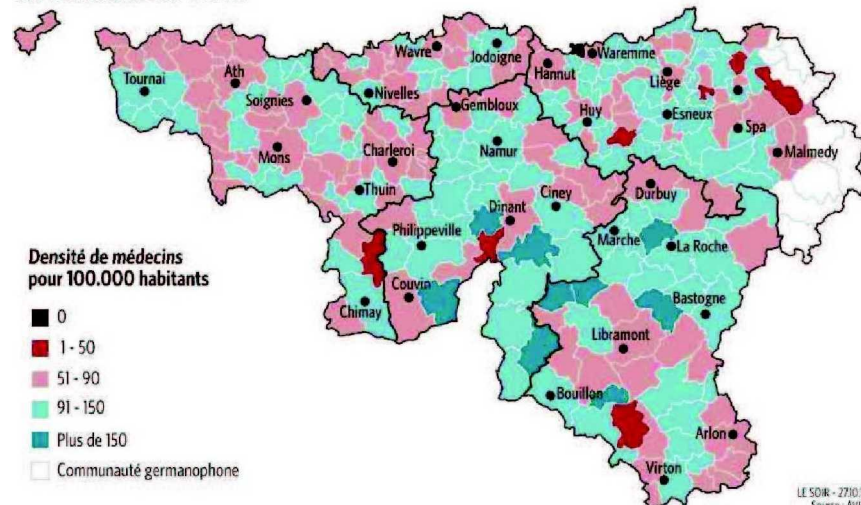 Wavre
Jodoigne
Waremme
Hannut
Liège
Tournai
Ath
Nivelles
Soignies
Gembloux
Huy
Esneux
Spa
Mons
Charleroi
Namur
Malmedy
Thuin
Ciney
Durbuy
Dinant
Philippeville
Marche
La Roche
Densité de médecins
pour 100.000 habitants
Couvin
Bastogne
Chimay
0
Libramont
1 - 50
51 - 90
Bouillon
91 - 150
Arlon
Plus de 150
Virton
Communauté germanophone
LE SOIR - 27.10.